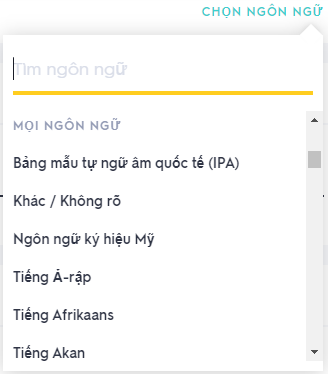 CHỌN NGÔN NGỮ
Tìm ngôn ngữ
MỌI NGÔN NGỮ
Bảng mẫu tự ngữ âm quốc tế (IPA)
Khác / Không rõ
Ngôn ngữ ký hiệu Mỹ
Tiếng Ả-rập
Tiếng Afrikaans
Tiếng Akan